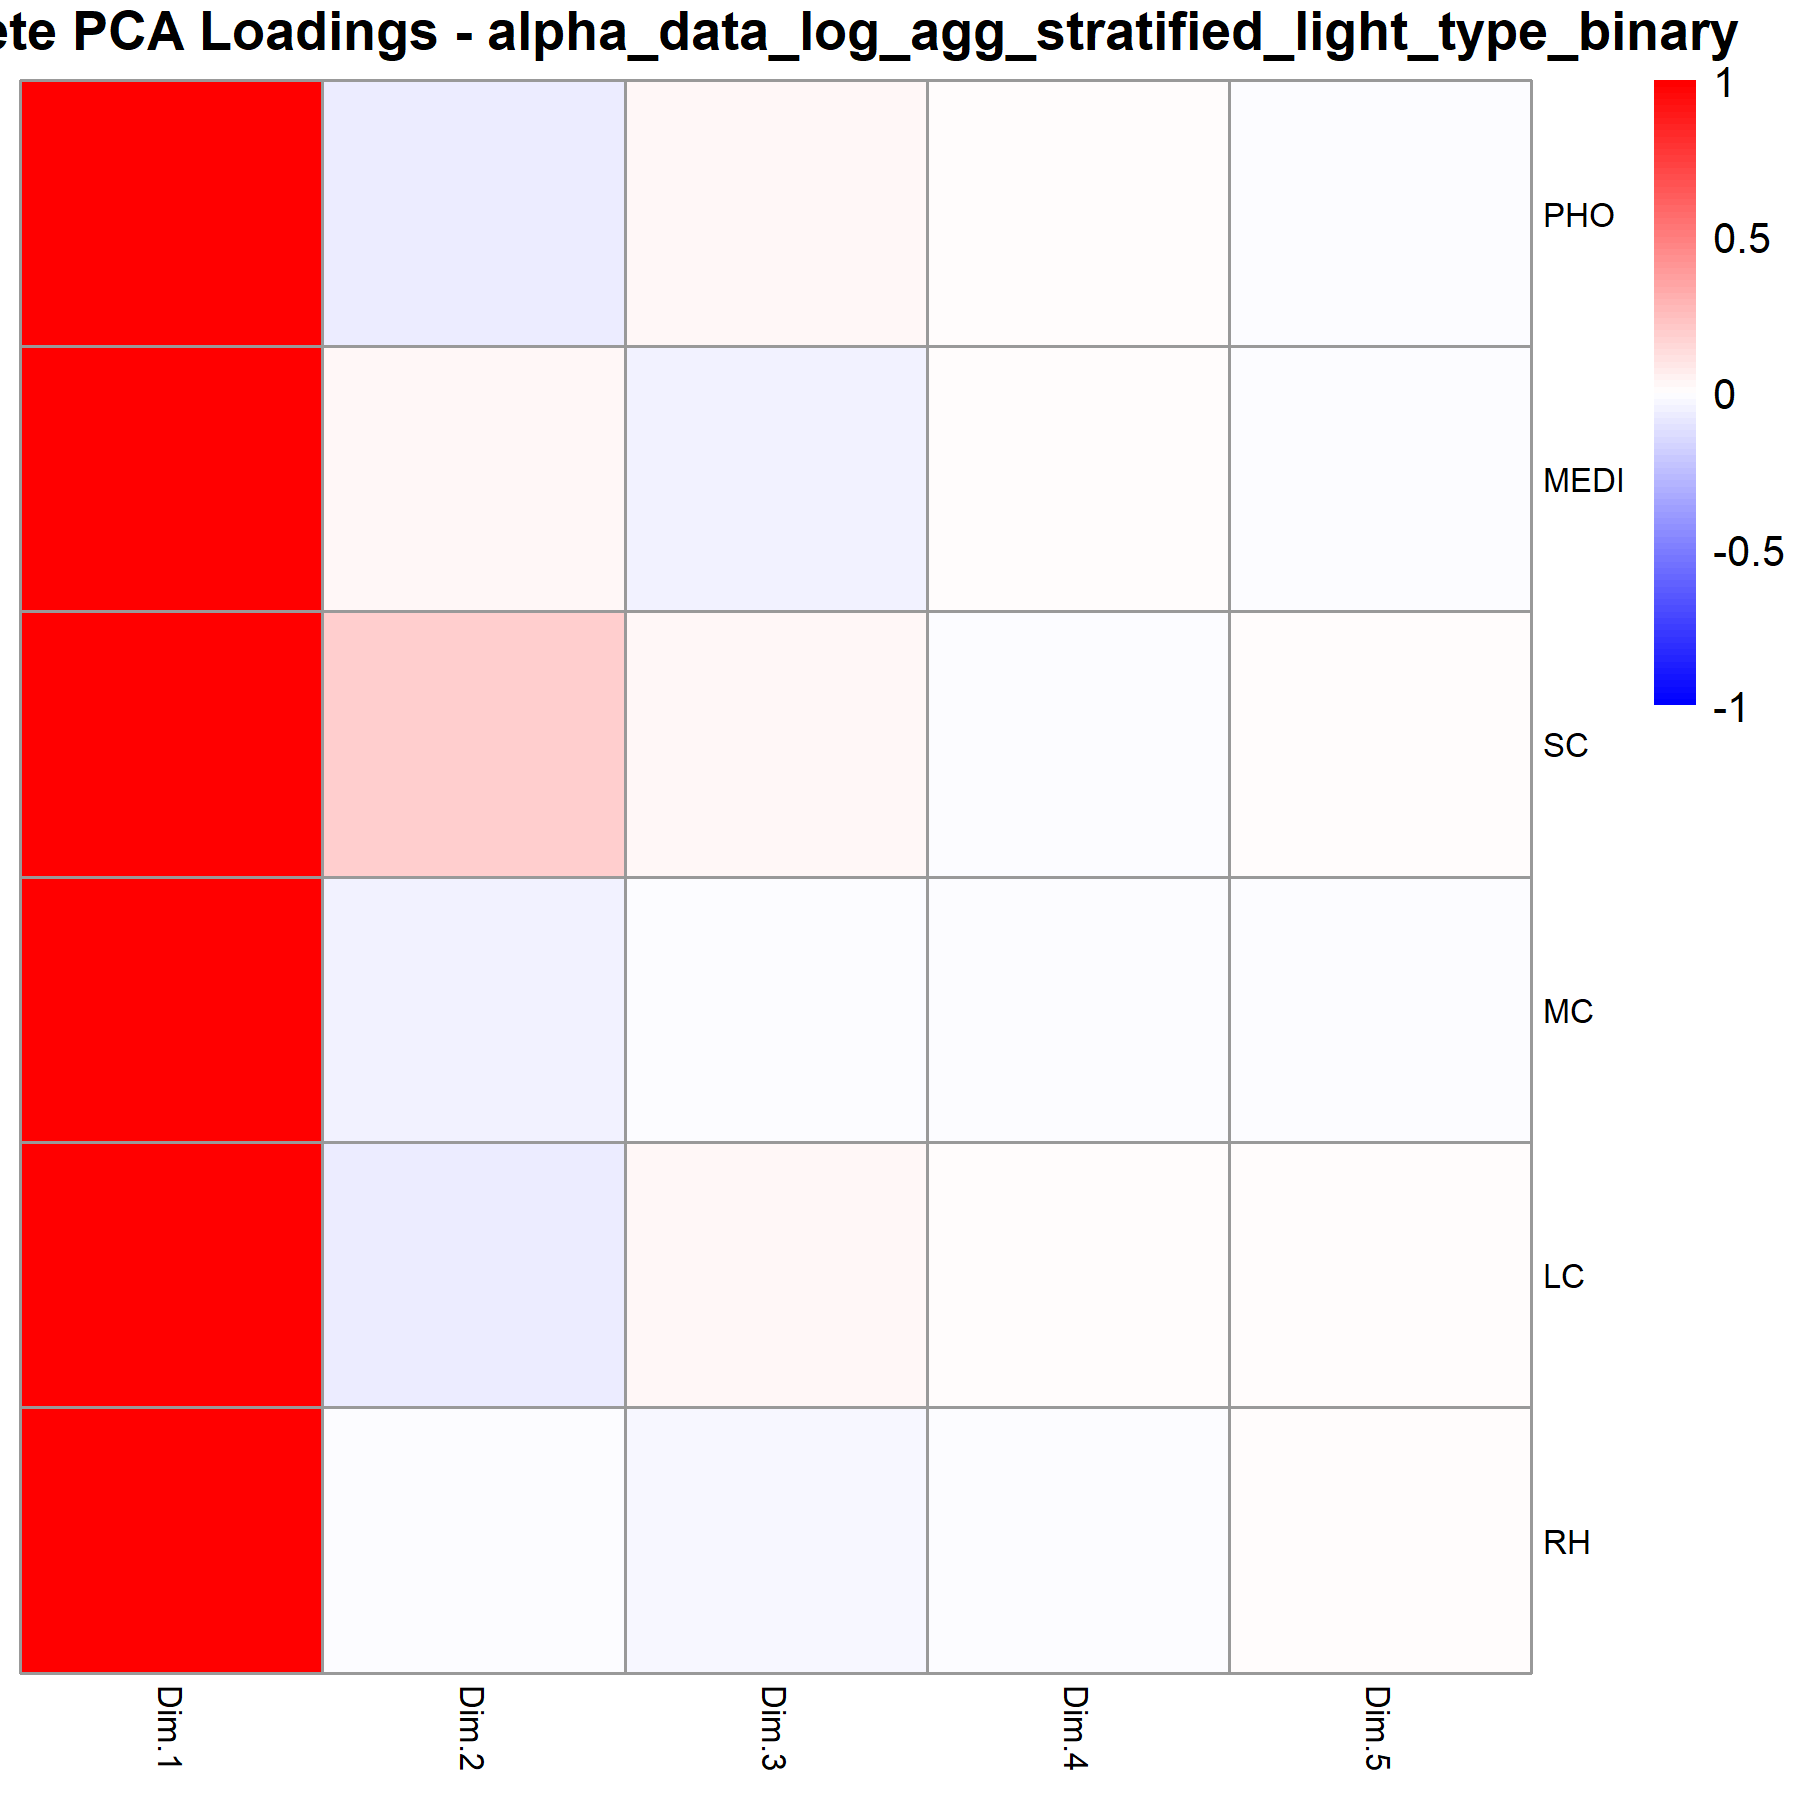 ete PCA Loadings - alpha_data_log_agg_stratified_light_type_binary
1
0.5
0
-0.5
-1
PHO
MEDI
SC
MC
LC
RH
Dim.1
Dim.2
Dim.3
Dim.4
Dim.5